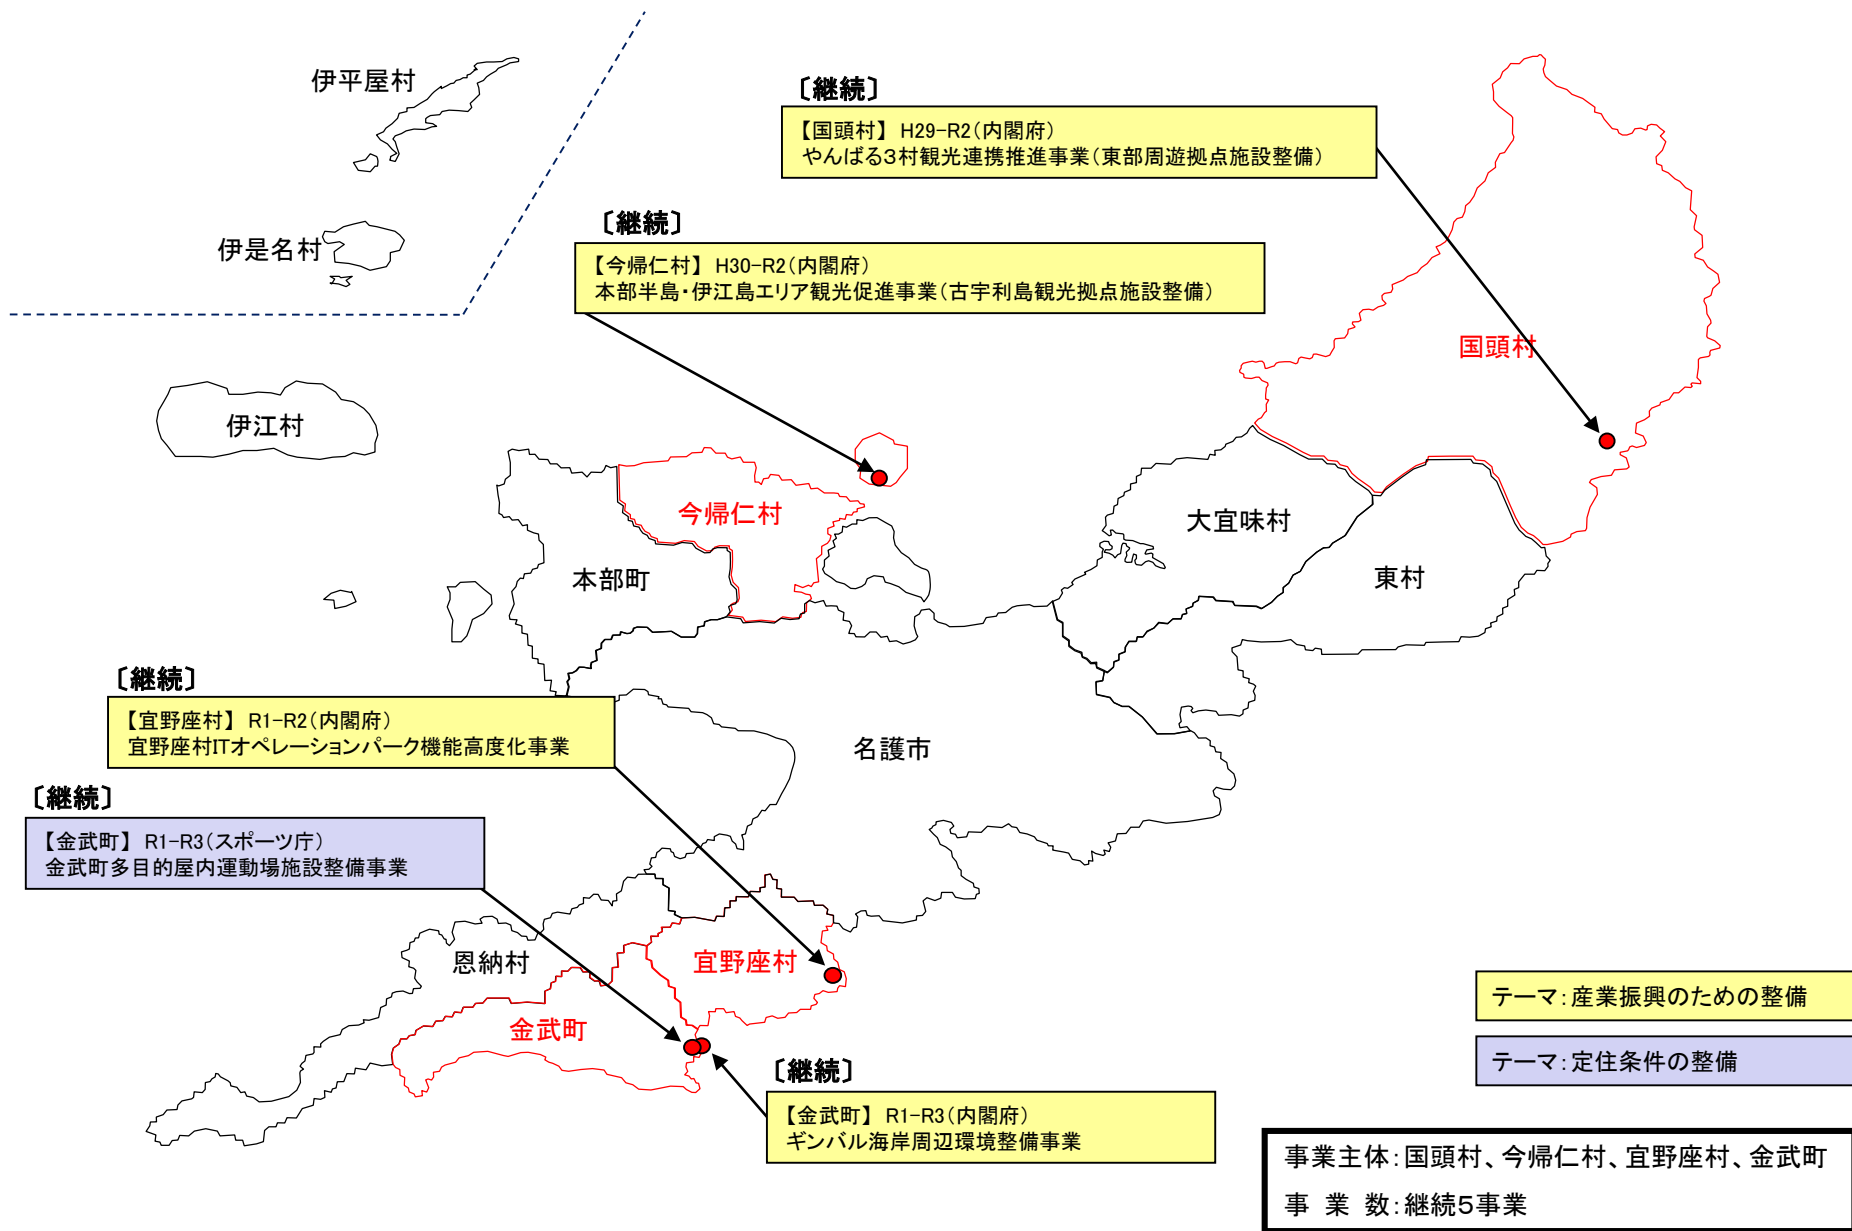 伊平屋村
伊是名村
〔継続〕
【国頭村】 H29-R2(内閣府)
やんばる3村観光連携推進事業(東部周遊拠点施設整備)
〔継続〕
【今帰仁村】 H30-R2(内閣府)
本部半島・伊江島エリア観光促進事業(古宇利島観光拠点施設整備)
国頭村
伊江村
今帰仁村
大宜味村
本部町
東村
〔継続〕
【宜野座村】 R1-R2(内閣府)
宜野座村ITオペレーションパーク機能高度化事業
名護市
〔継続〕
【金武町】 R1-R3(スポーツ庁)
金武町多目的屋内運動場施設整備事業
恩納村
宜野座村
金武町
〔継続〕
【金武町】 R1-R3(内閣府)
ギンバル海岸周辺環境整備事業
テーマ:産業振興のための整備
テーマ:定住条件の整備
事業主体:国頭村、今帰仁村、宜野座村、金武町
事 業 数:継続5事業